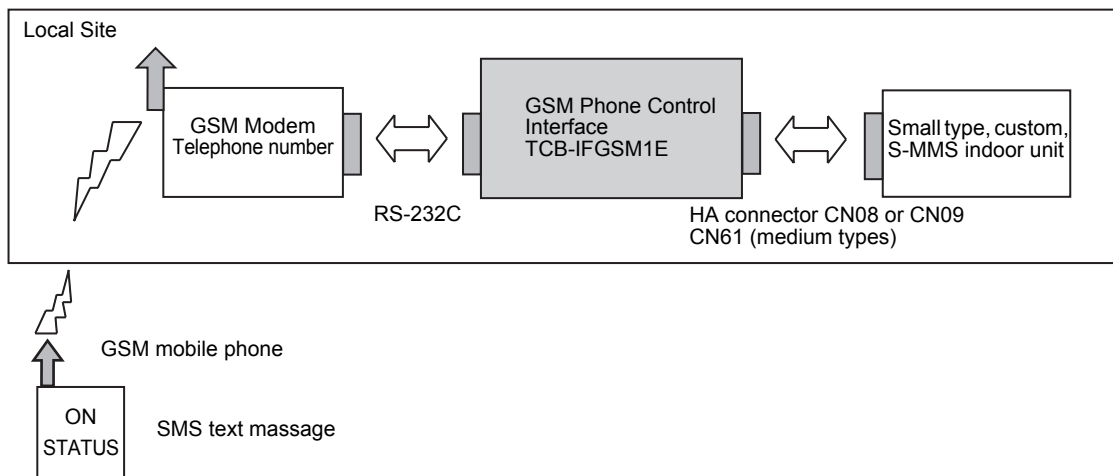 Local Site
GSM Modem
Telephone number
GSM Phone Control
Interface
TCB-IFGSM1E
Small type, custom,
S-MMS indoor unit
RS-232C
HA connector CN08 or CN09
CN61 (medium types)
GSM mobile phone
ON
STATUS
SMS text massage